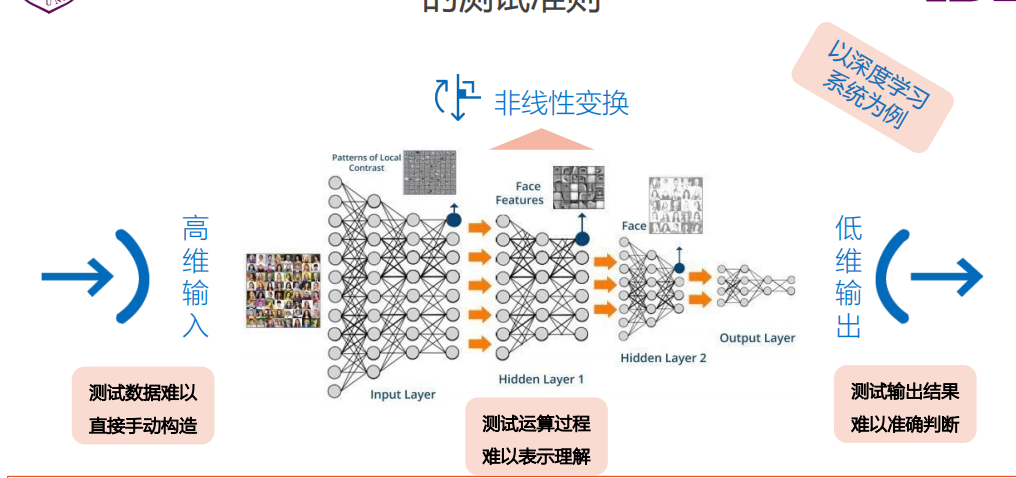 的测试准则
以深度学习
系统为例
非线性变换
Patterns of Local
Contrast
Face
Features
Face
高维输入
低维输出
Output Layer
Hidden Layer 2
Hidden Layer 1
Input Layer
测试数据难以
直接手动构造
测试运算过程
难以表示理解
测试输出结果
难以准确判断